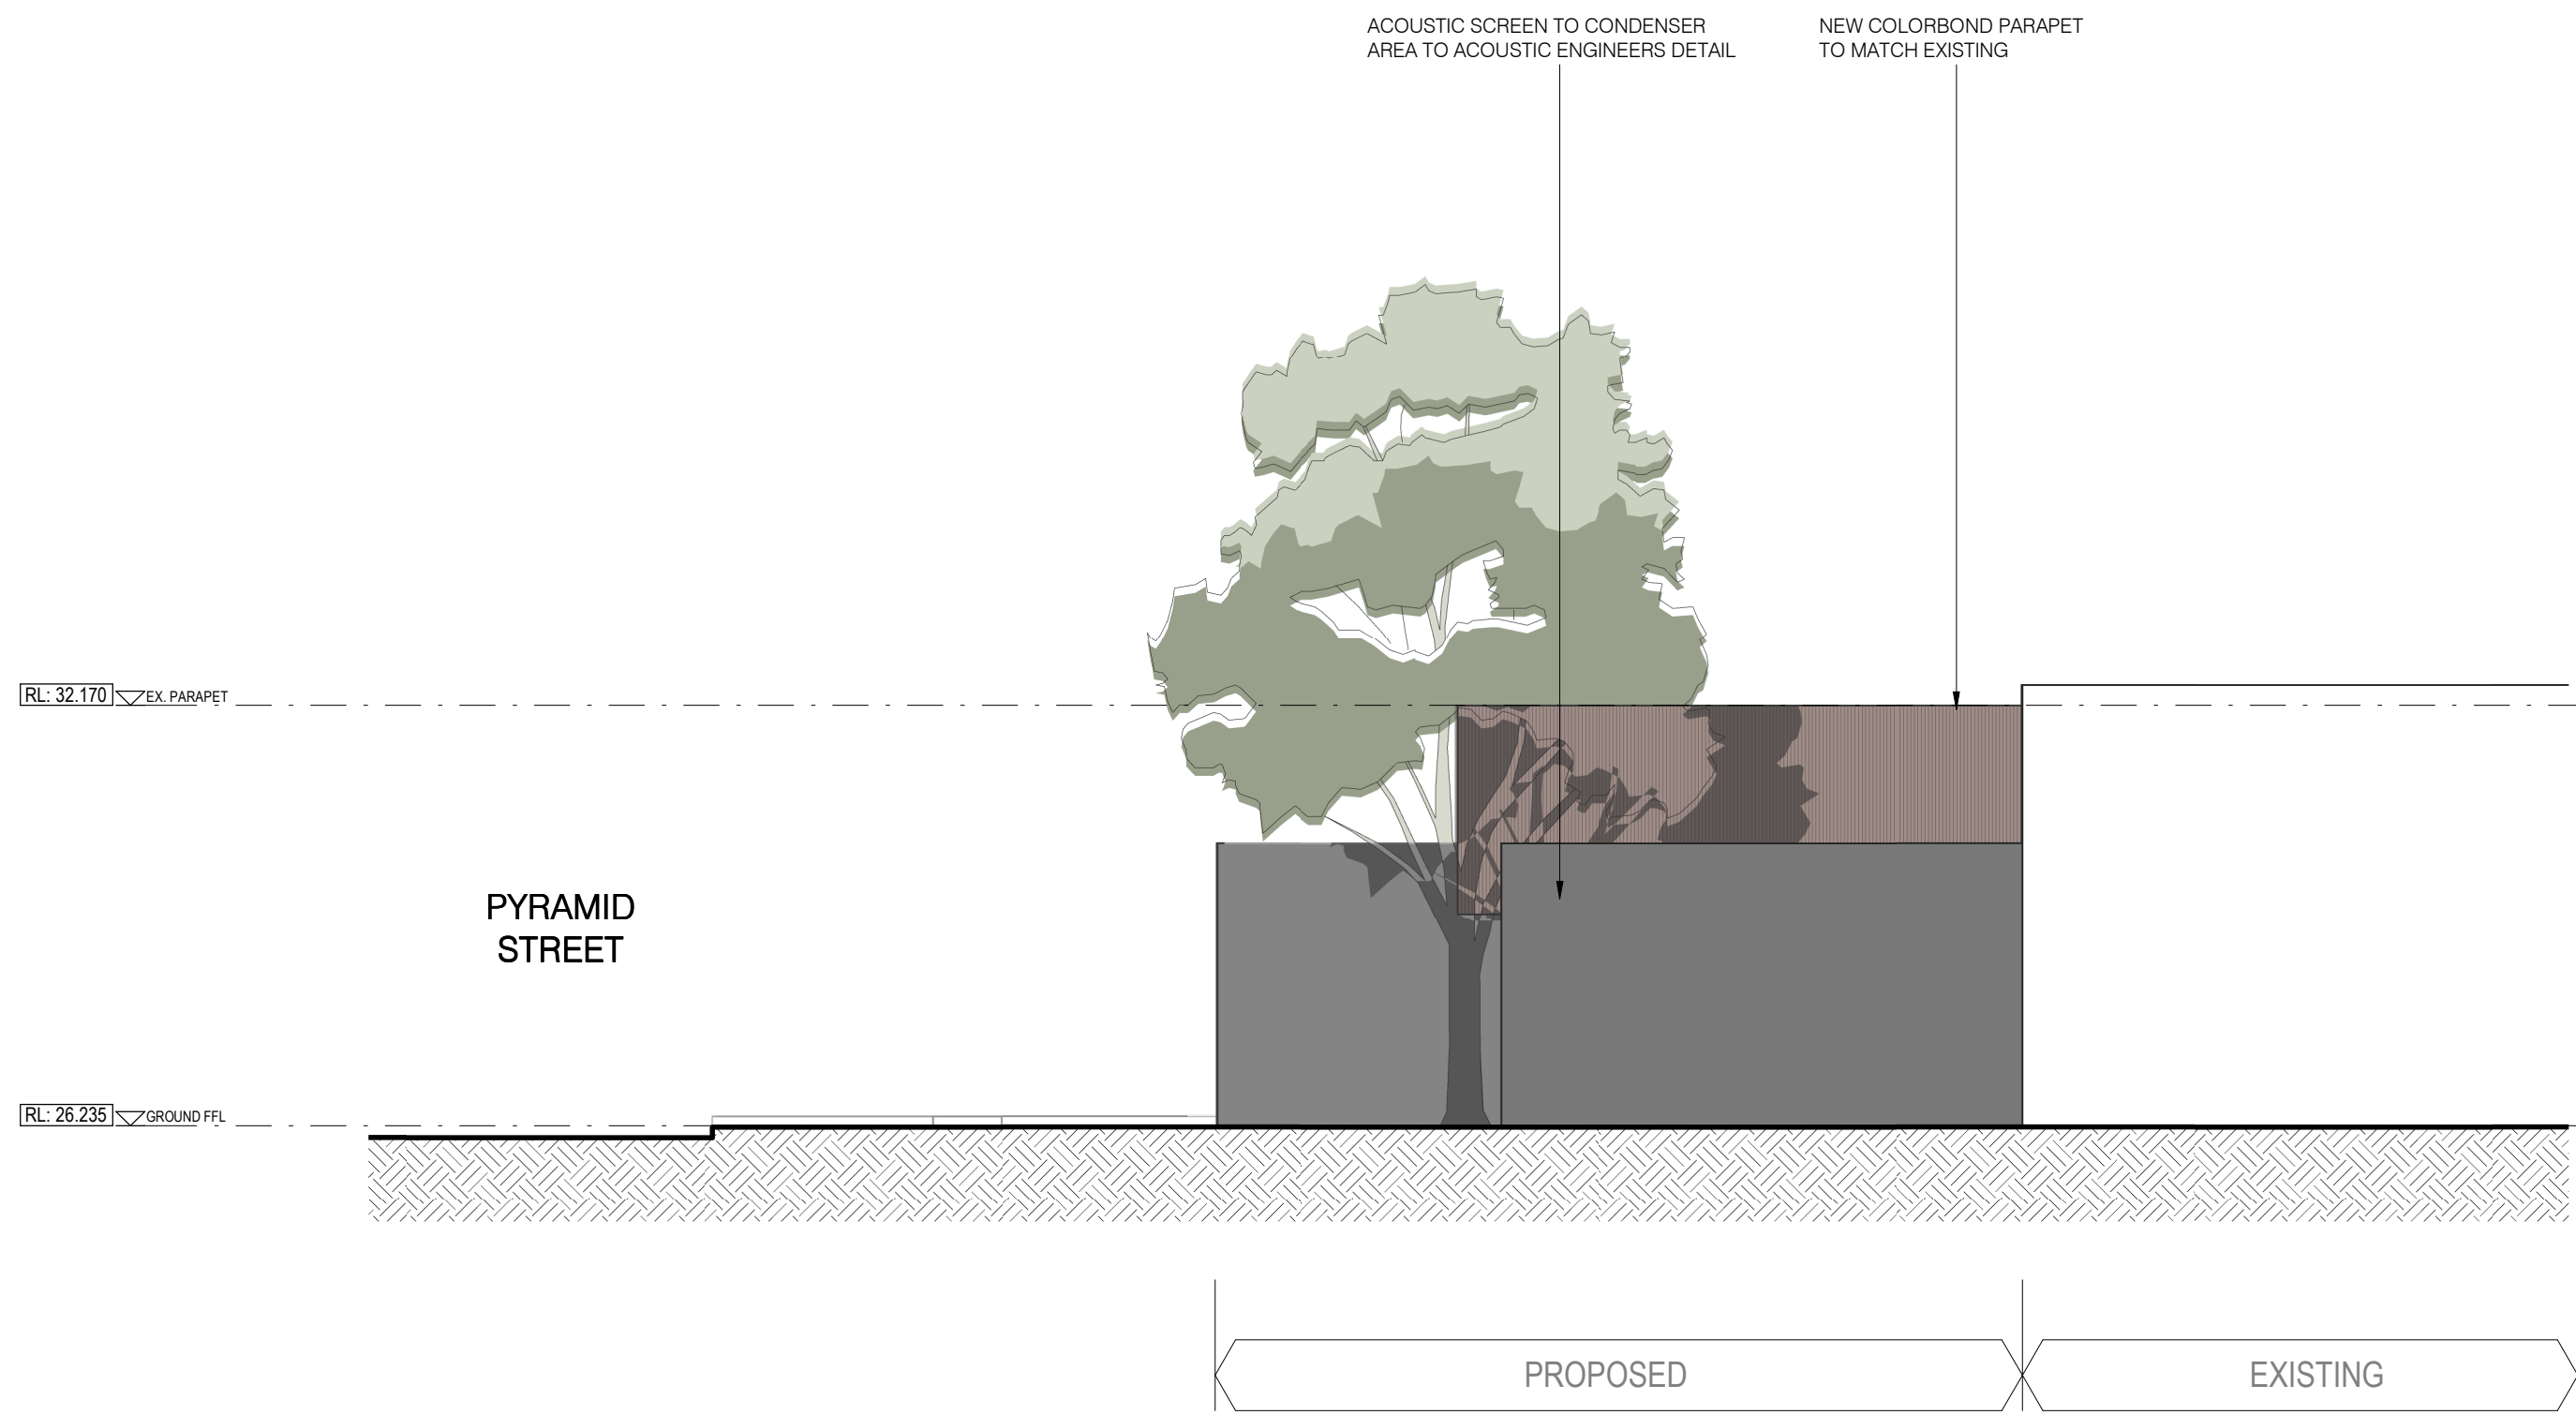 ACOUSTIC SCREEN TO CONDENSER
AREA TO ACOUSTIC ENGINEERS DETAIL
NEW COLORBOND PARAPET
TO MATCH EXISTING
RL: 32.170 EX. PARAPET
PYRAMID
STREET
RL: 26.235 GROUND FFL
PROPOSED
EXISTING